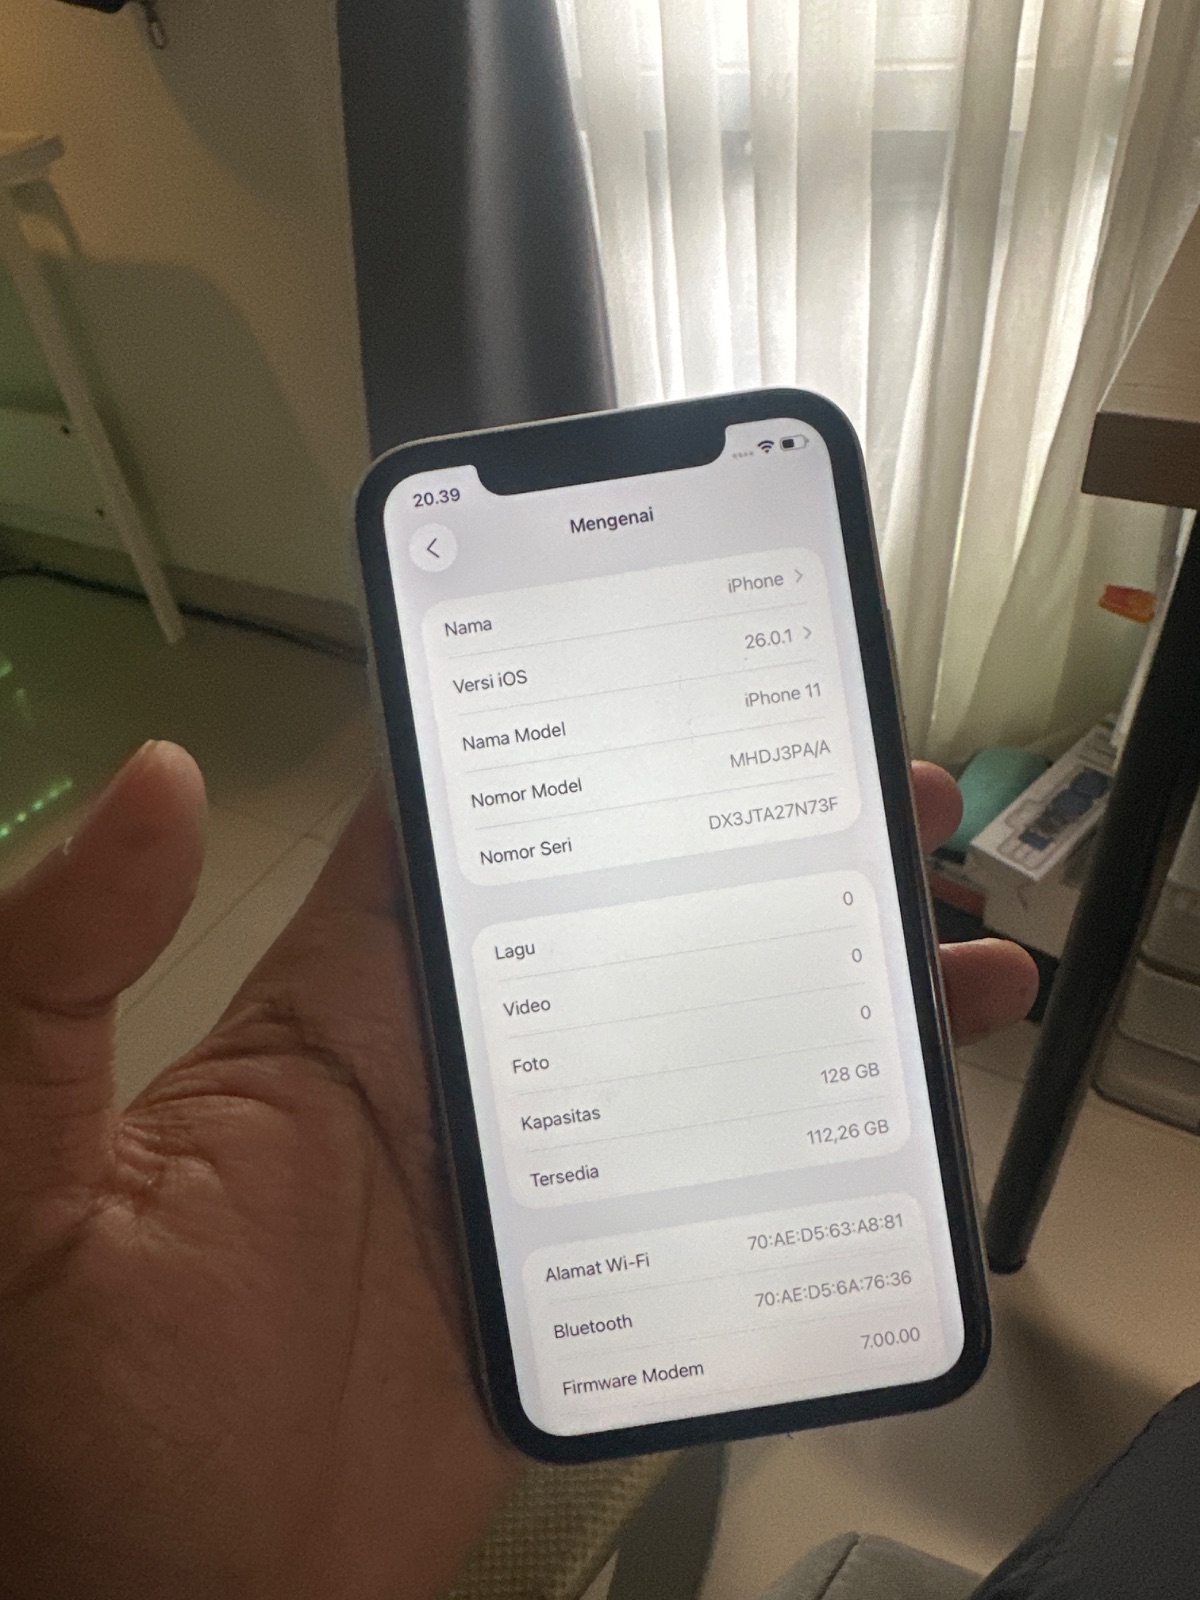 20.39
Mengenai
Nama iPhone
Versi iOS 26.0.1
Nama Model iPhone 11
Nomor Model MHDJ3PA/A
Nomor Seri DX3JTA27N73F
Lagu 0
Video 0
Foto 0
Kapasitas 128 GB
Tersedia 112,26 GB
Alamat Wi-Fi 70:AE:D5:63:A8:81
Bluetooth 70:AE:D5:6A:76:36
Firmware Modem 7.00.00